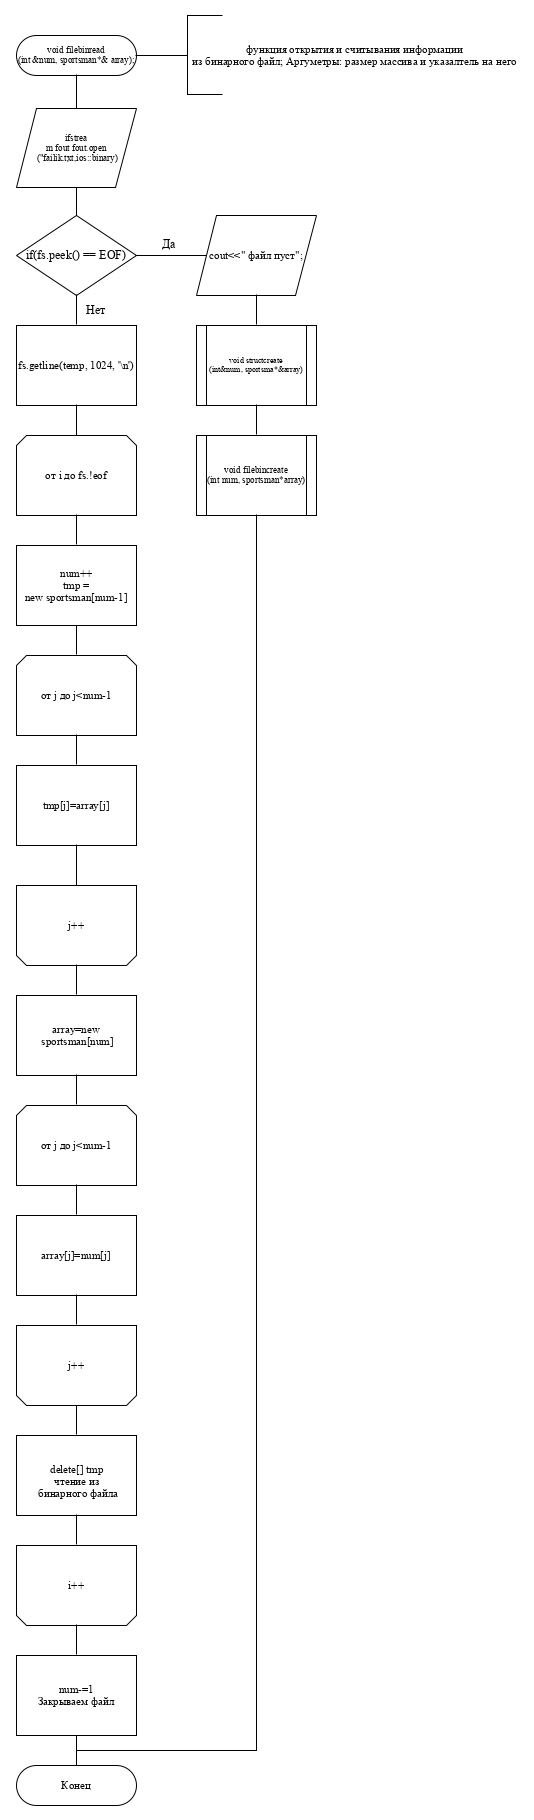 void filebinread
(int &num, sportsman*& array);
функция открытия и считывания информации
из бинарного файл; Аргуметры: размер массива и указалтель на него
ifstrea
m fout fout.open
("failik.txt,ios::binary)
if(fs.peek() == EOF)
Да
cout<<" файл пуст";
Нет
fs.getline(temp, 1024, '\n')
void structcreate
(int&num, sportsma*&array)
от i до fs.!eof
void filebincreate
(int num, sportsman*array)
num++
tmp =
new sportsman[num-1]
от j до j<num-1
tmp[j]=array[j]
j++
array=new
sportsman[num]
от j до j<num-1
array[j]=num[j]
j++
delete[] tmp
чтение из
бинарного файла
i++
num-=1
Закрываем файл
Конец